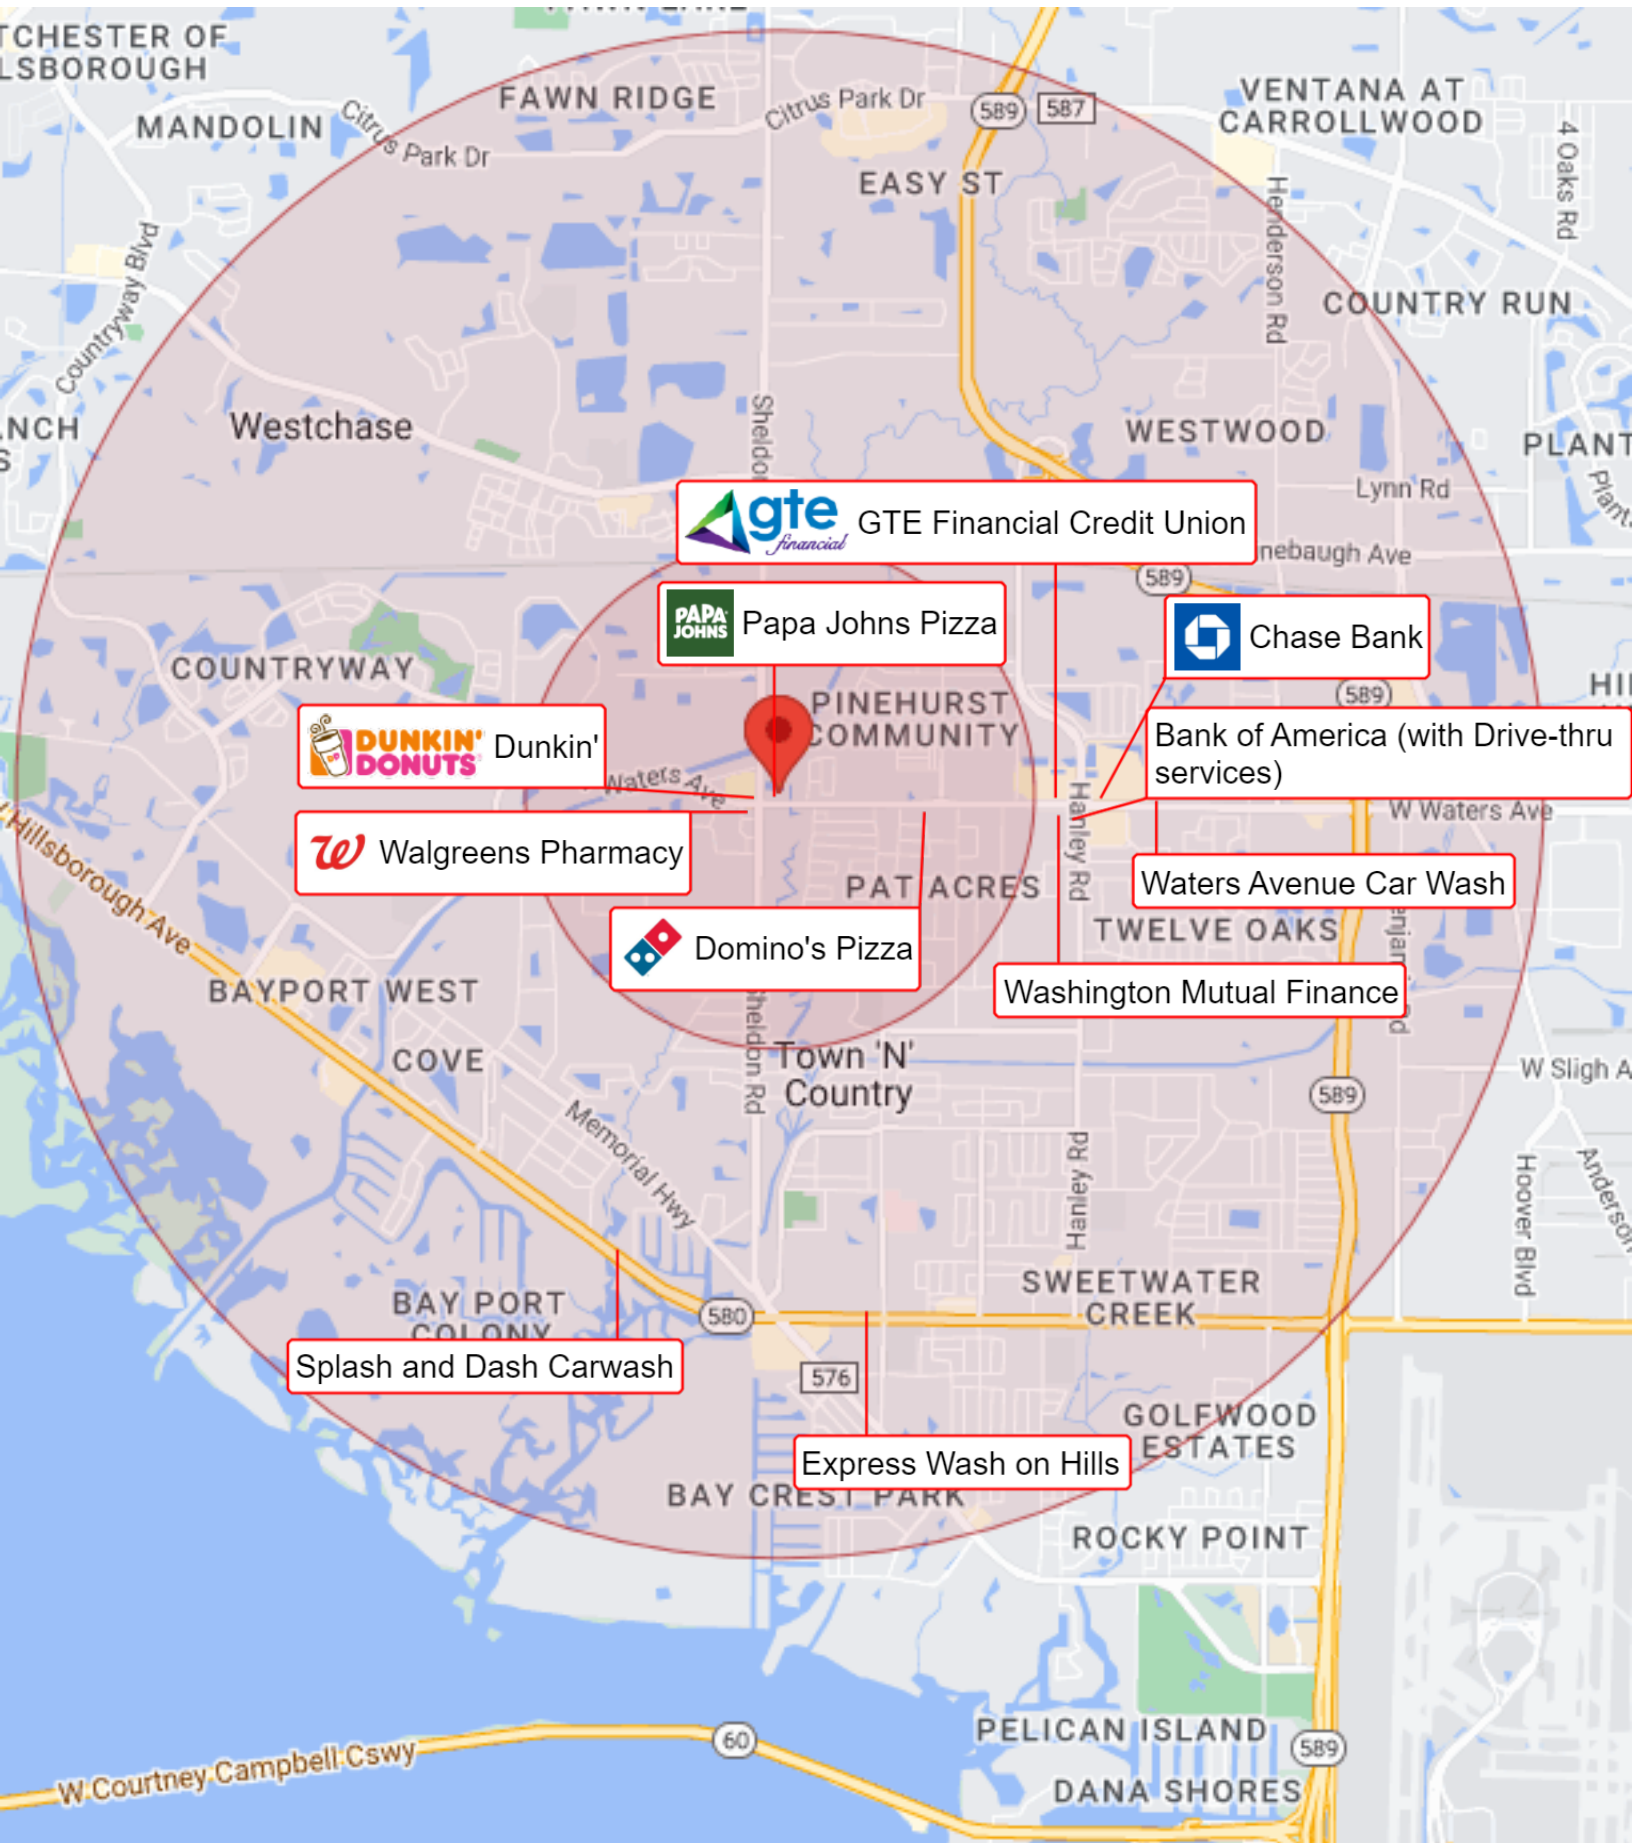 TCHESTER OF
LSBOROUGH
MANDOLIN
FAWN RIDGE
Citrus Park Dr
Citrus Park Dr
589
587
VENTANA AT
CARROLLWOOD
4 Oaks Rd
EASY ST
Henderson Rd
Countryway Blvd
COUNTRY RUN
Westchase
Sheldon
WESTWOOD
PLANT
Lynn Rd
gte
financial
GTE Financial Credit Union
nebaugh Ave
589
PAPA
JOHNS
Papa Johns Pizza
Chase Bank
COUNTRYWAY
589
PINEHURST
COMMUNITY
DUNKIN'
DONUTS
Dunkin'
Waters Ave
Bank of America (with Drive-thru
services)
W Waters Ave
Hanley Rd
Hillsborough Ave
Walgreens Pharmacy
PAT ACRES
Waters Avenue Car Wash
TWELVE OAKS
Domino's Pizza
BAYPORT WEST
Washington Mutual Finance
COVE
Sheldon Rd
Town 'N'
Country
W Sligh A
589
Memorial Hwy
Hanley Rd
Hoover Blvd
Anderson
BAY PORT
COLONY
580
SWEETWATER
CREEK
Splash and Dash Carwash
576
GOLFWOOD
ESTATES
Express Wash on Hills
BAY CREST PARK
ROCKY POINT
PELICAN ISLAND
60
589
W Courtney Campbell Cswy
DANA SHORES